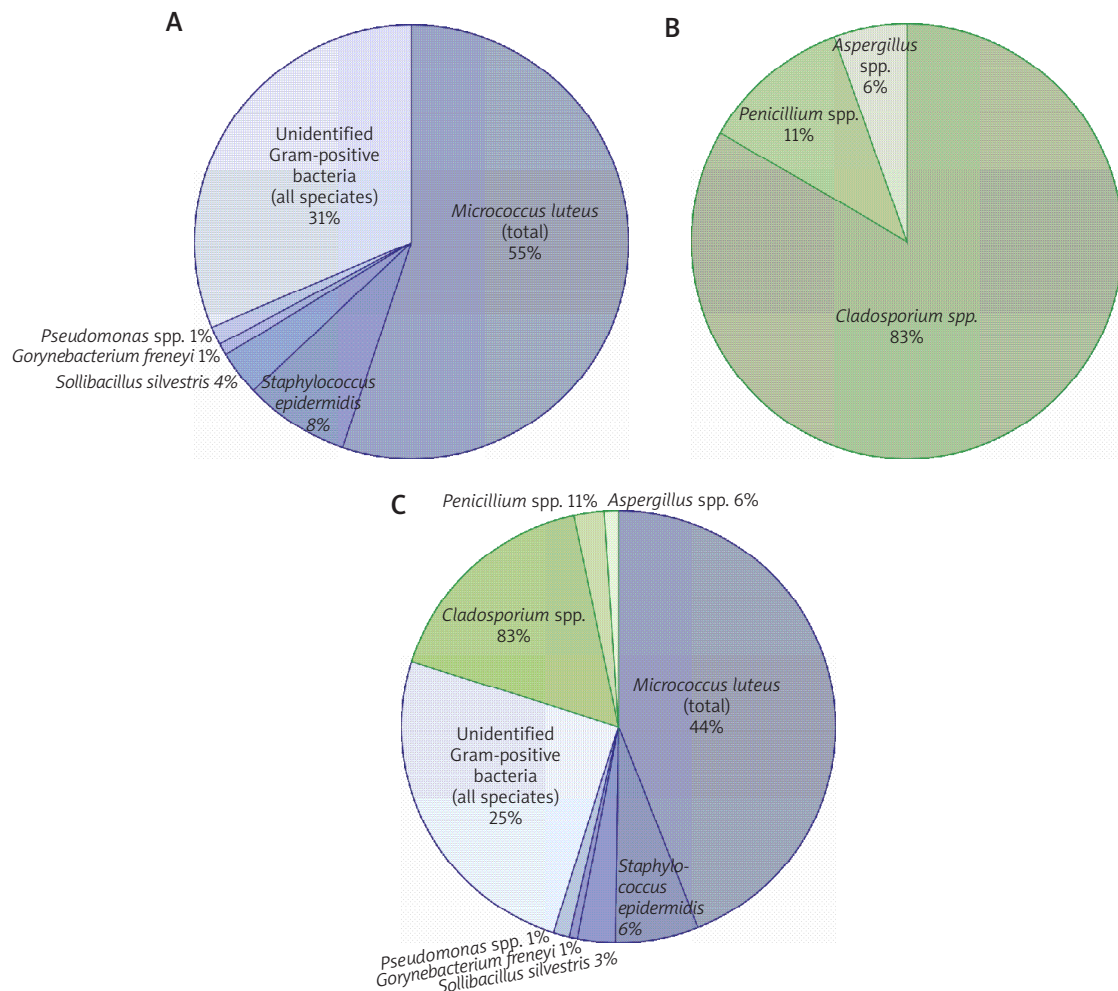 A
Unidentified
Gram-positive
bacteria
(all speciates)
31%
Micrococcus luteus
(total)
55%
Pseudomonas spp. 1%
Gorynebacterium freneyi 1%
Sollibacillus silvestris 4%
Staphylococcus
epidermidis
8%
B
Aspergillus
spp.
6%
Penicillium spp.
11%
Cladosporium spp.
83%
C
Penicillium spp. 11%
Aspergillus spp. 6%
Cladosporium spp.
83%
Micrococcus luteus
(total)
44%
Unidentified
Gram-positive
bacteria
(all speciates)
25%
Staphylo-
coccus
epidermidis
6%
Pseudomonas spp. 1%
Gorynebacterium freneyi 1%
Sollibacillus silvestris 3%